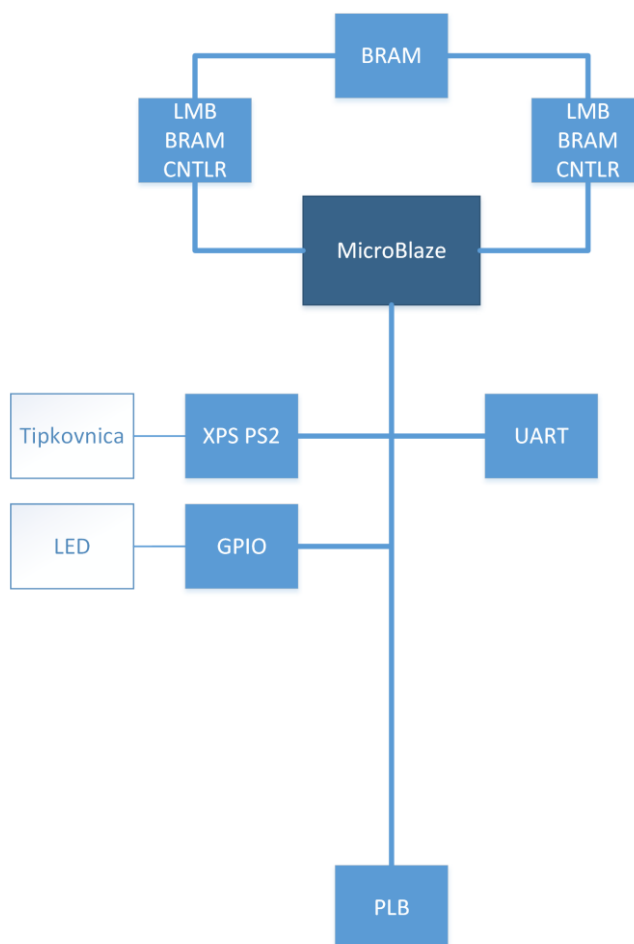 BRAM
LMB
BRAM
CNTLR
LMB
BRAM
CNTLR
MicroBlaze
Tipkovnica
XPS PS2
UART
LED
GPIO
PLB